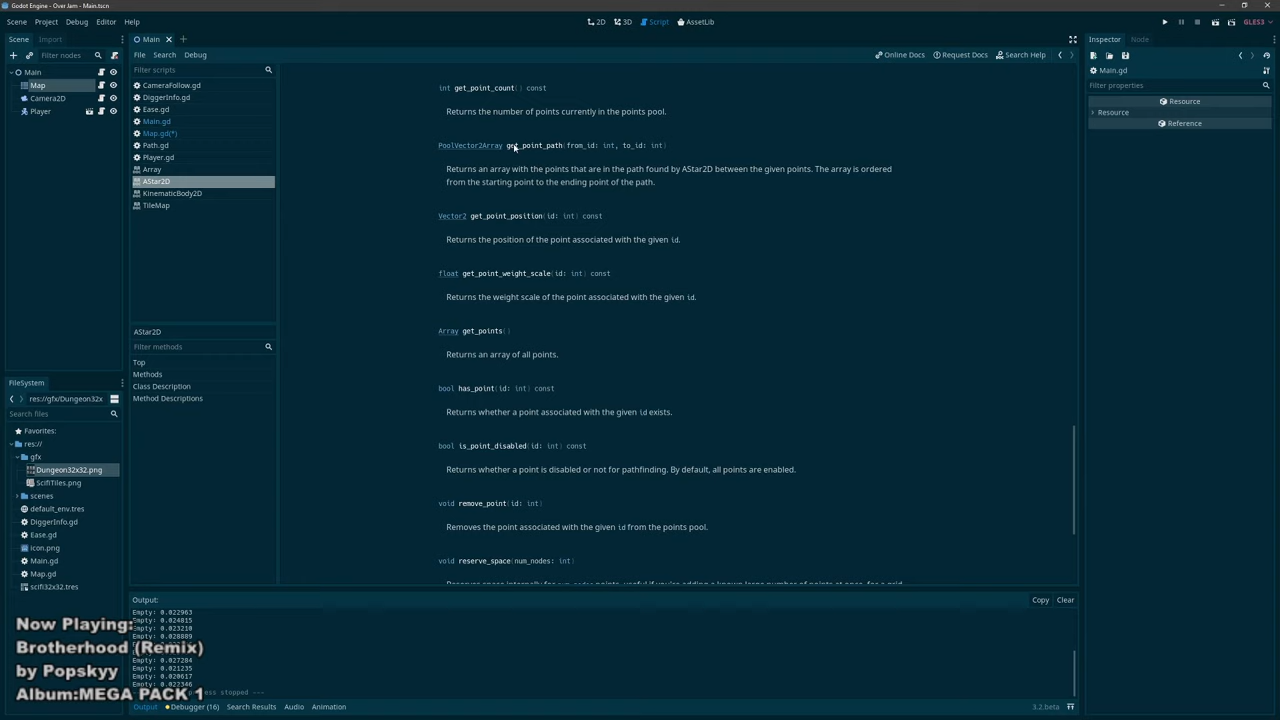 Godot Engine - Over Jam - Main.tscn
Scene Project Debug Editor Help
2D 3D Script AssetLib
GLES3
Scene Import
Filter nodes
Main
Map
Camera2D
Player
FileSystem
res://gfx/Dungeon32x
Search files
Favorites:
res://
gfx
Dungeon32x32.png
ScifiTiles.png
scenes
default_env.tres
DiggerInfo.gd
Ease.gd
icon.png
Main.gd
Map.gd
scifi32x32.tres
Main
File Search Debug
Online Docs Request Docs Search Help
Filter scripts
CameraFollow.gd
DiggerInfo.gd
Ease.gd
Main.gd
Map.gd(*)
Path.gd
Player.gd
Array
AStar2D
KinematicBody2D
TileMap
AStar2D
Filter methods
Top
Methods
Class Description
Method Descriptions
int get_point_count() const
Returns the number of points currently in the points pool.
PoolVector2Array get_point_path(from_id: int, to_id: int)
Returns an array with the points that are in the path found by AStar2D between the given points. The array is ordered
from the starting point to the ending point of the path.
Vector2 get_point_position(id: int) const
Returns the position of the point associated with the given id.
float get_point_weight_scale(id: int) const
Returns the weight scale of the point associated with the given id.
Array get_points()
Returns an array of all points.
bool has_point(id: int) const
Returns whether a point associated with the given id exists.
bool is_point_disabled(id: int) const
Returns whether a point is disabled or not for pathfinding. By default, all points are enabled.
void remove_point(id: int)
Removes the point associated with the given id from the points pool.
void reserve_space(num_nodes: int)
Output:
Copy Clear
Empty: 0.022963
Empty: 0.024815
Empty: 0.023210
Empty: 0.028889
Empty: 0.027284
Empty: 0.021235
Empty: 0.020617
Empty: 0.022346
process stopped ---
Output Debugger (16) Search Results Audio Animation
3.2.beta
Inspector Node
Main.gd
Filter properties
Resource
Resource
Reference
Now Playing:
Brotherhood (Remix)
by Popskyy
Album:MEGA PACK 1